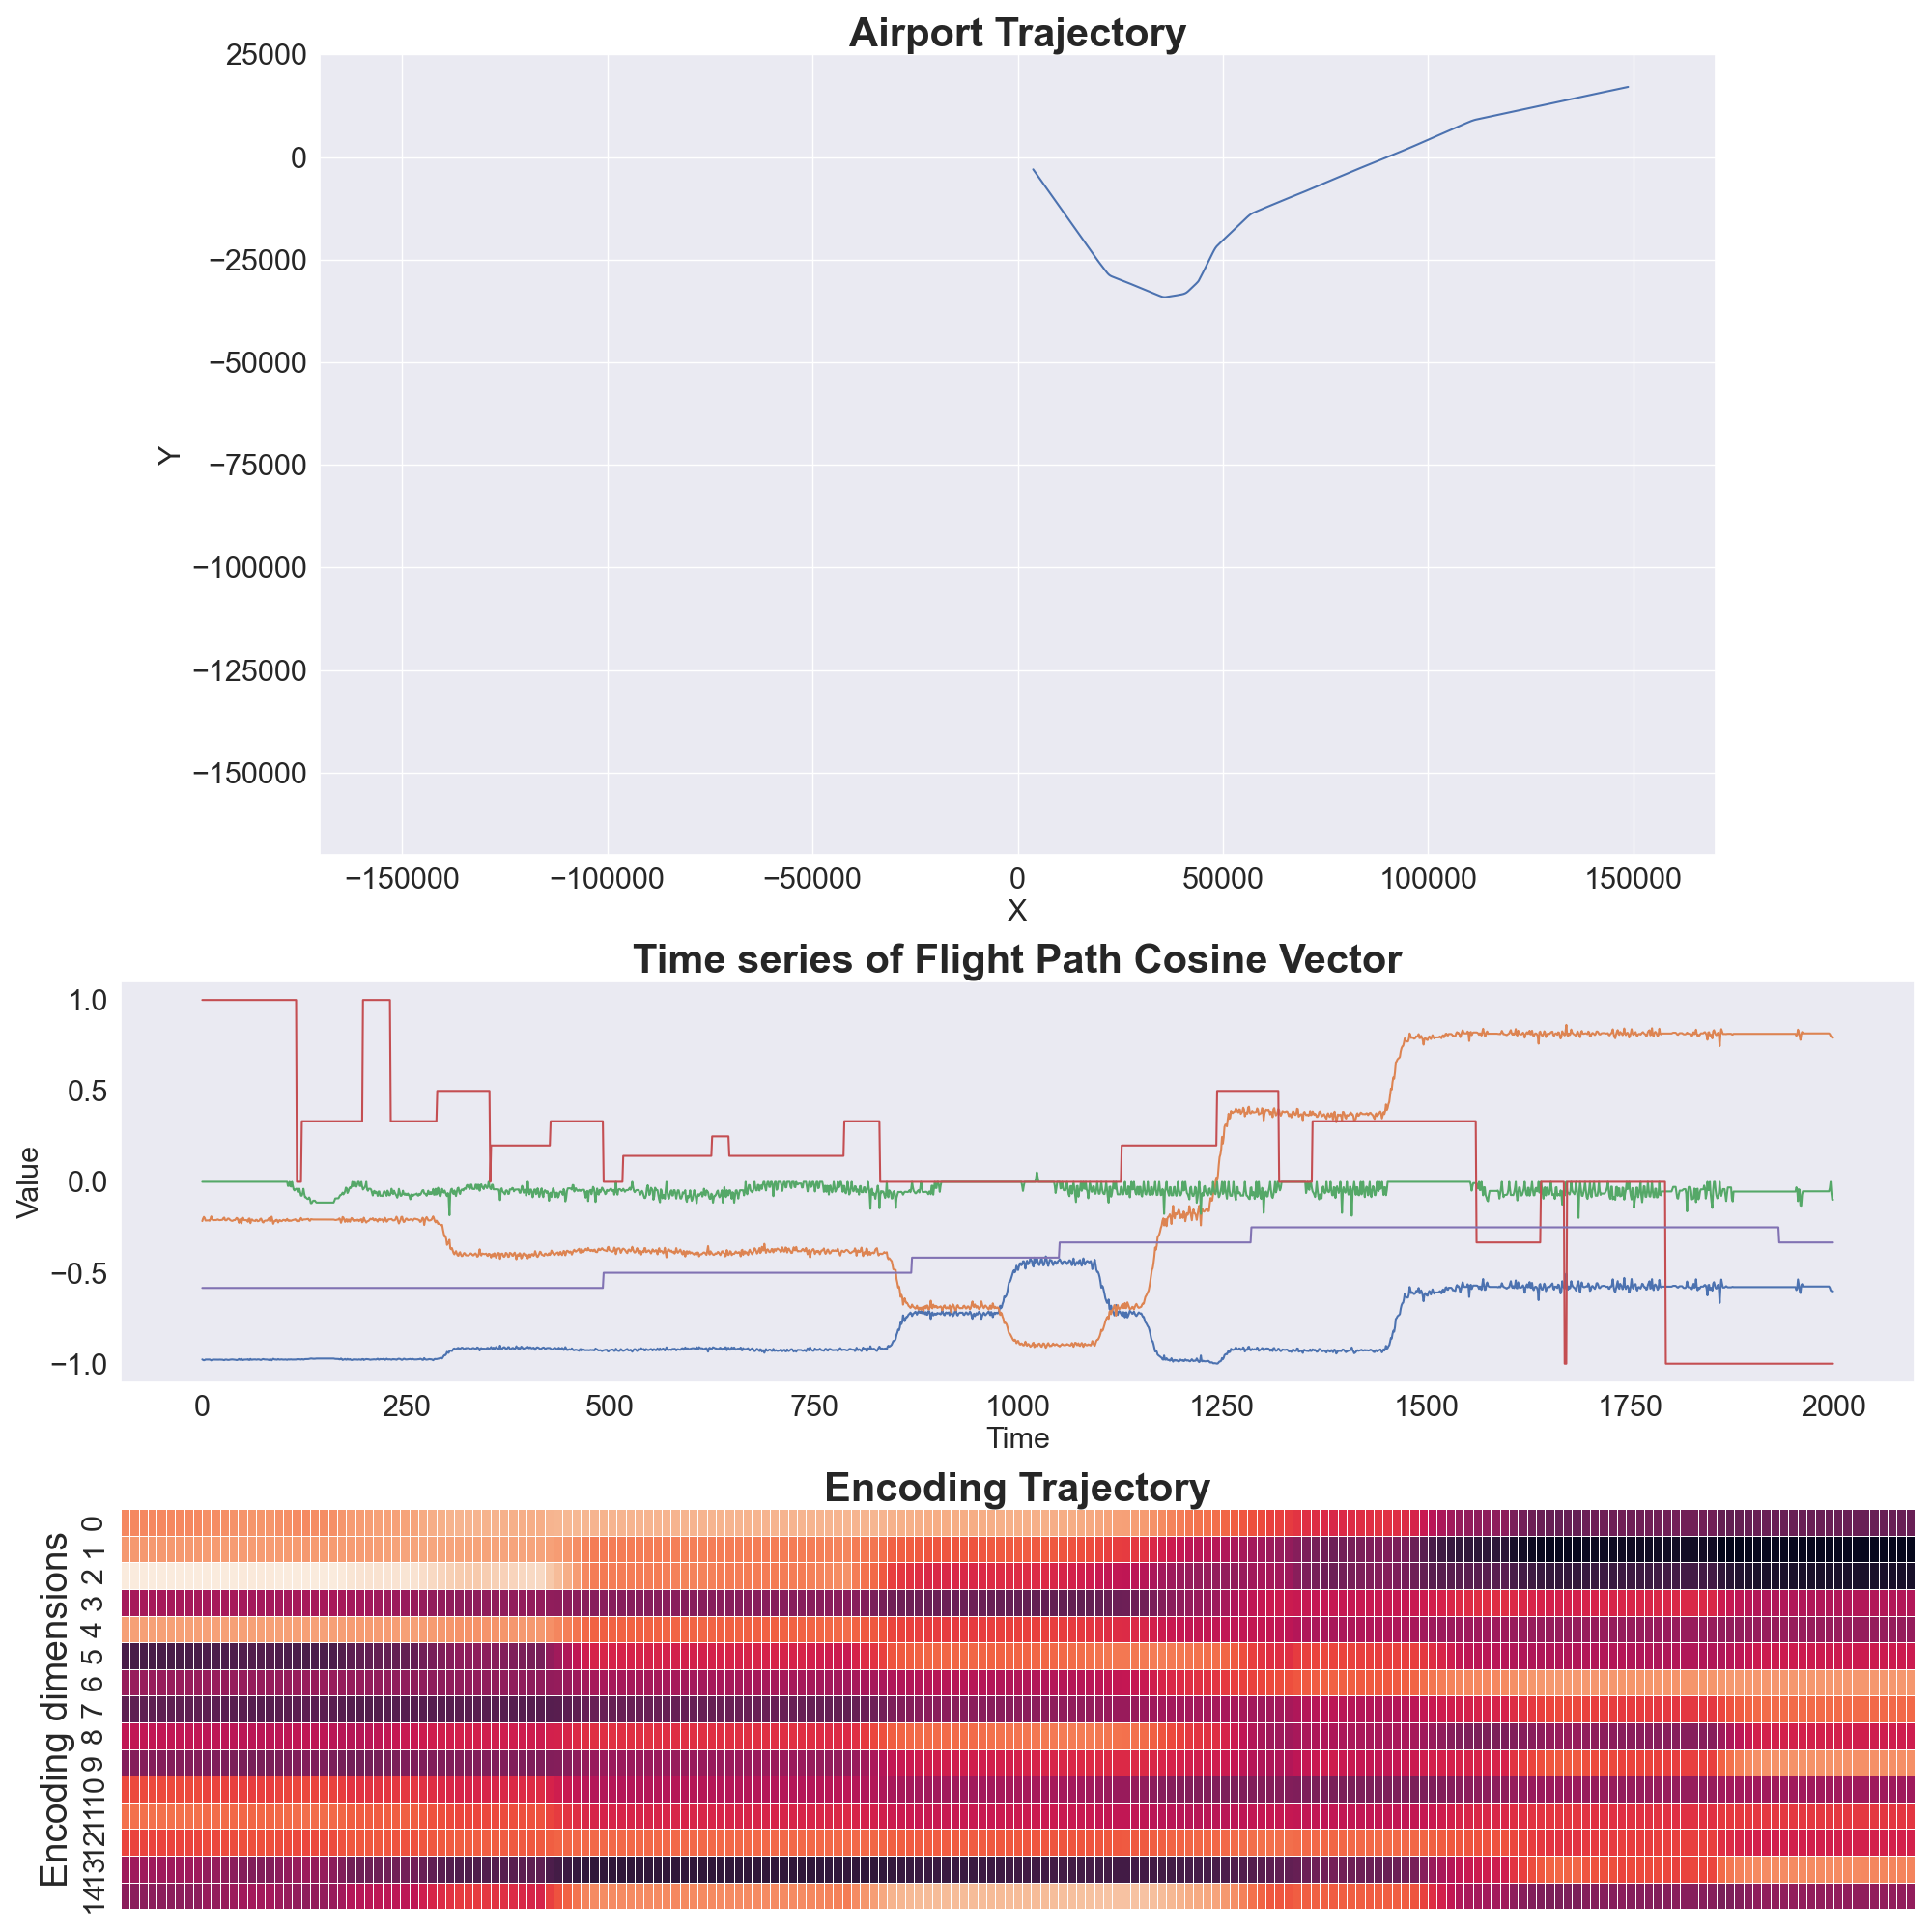 Airport Trajectory
25000
0
−25000
−50000
−75000
−100000
−125000
−150000
Y
−150000 −100000 −50000 0 50000 100000 150000
X
Time series of Flight Path Cosine Vector
1.0
0.5
0.0
−0.5
−1.0
Value
0 250 500 750 1000 1250 1500 1750 2000
Time
Encoding Trajectory
Encoding dimensions
0
1
2
3
4
5
6
7
8
9
10
11
12
13
14